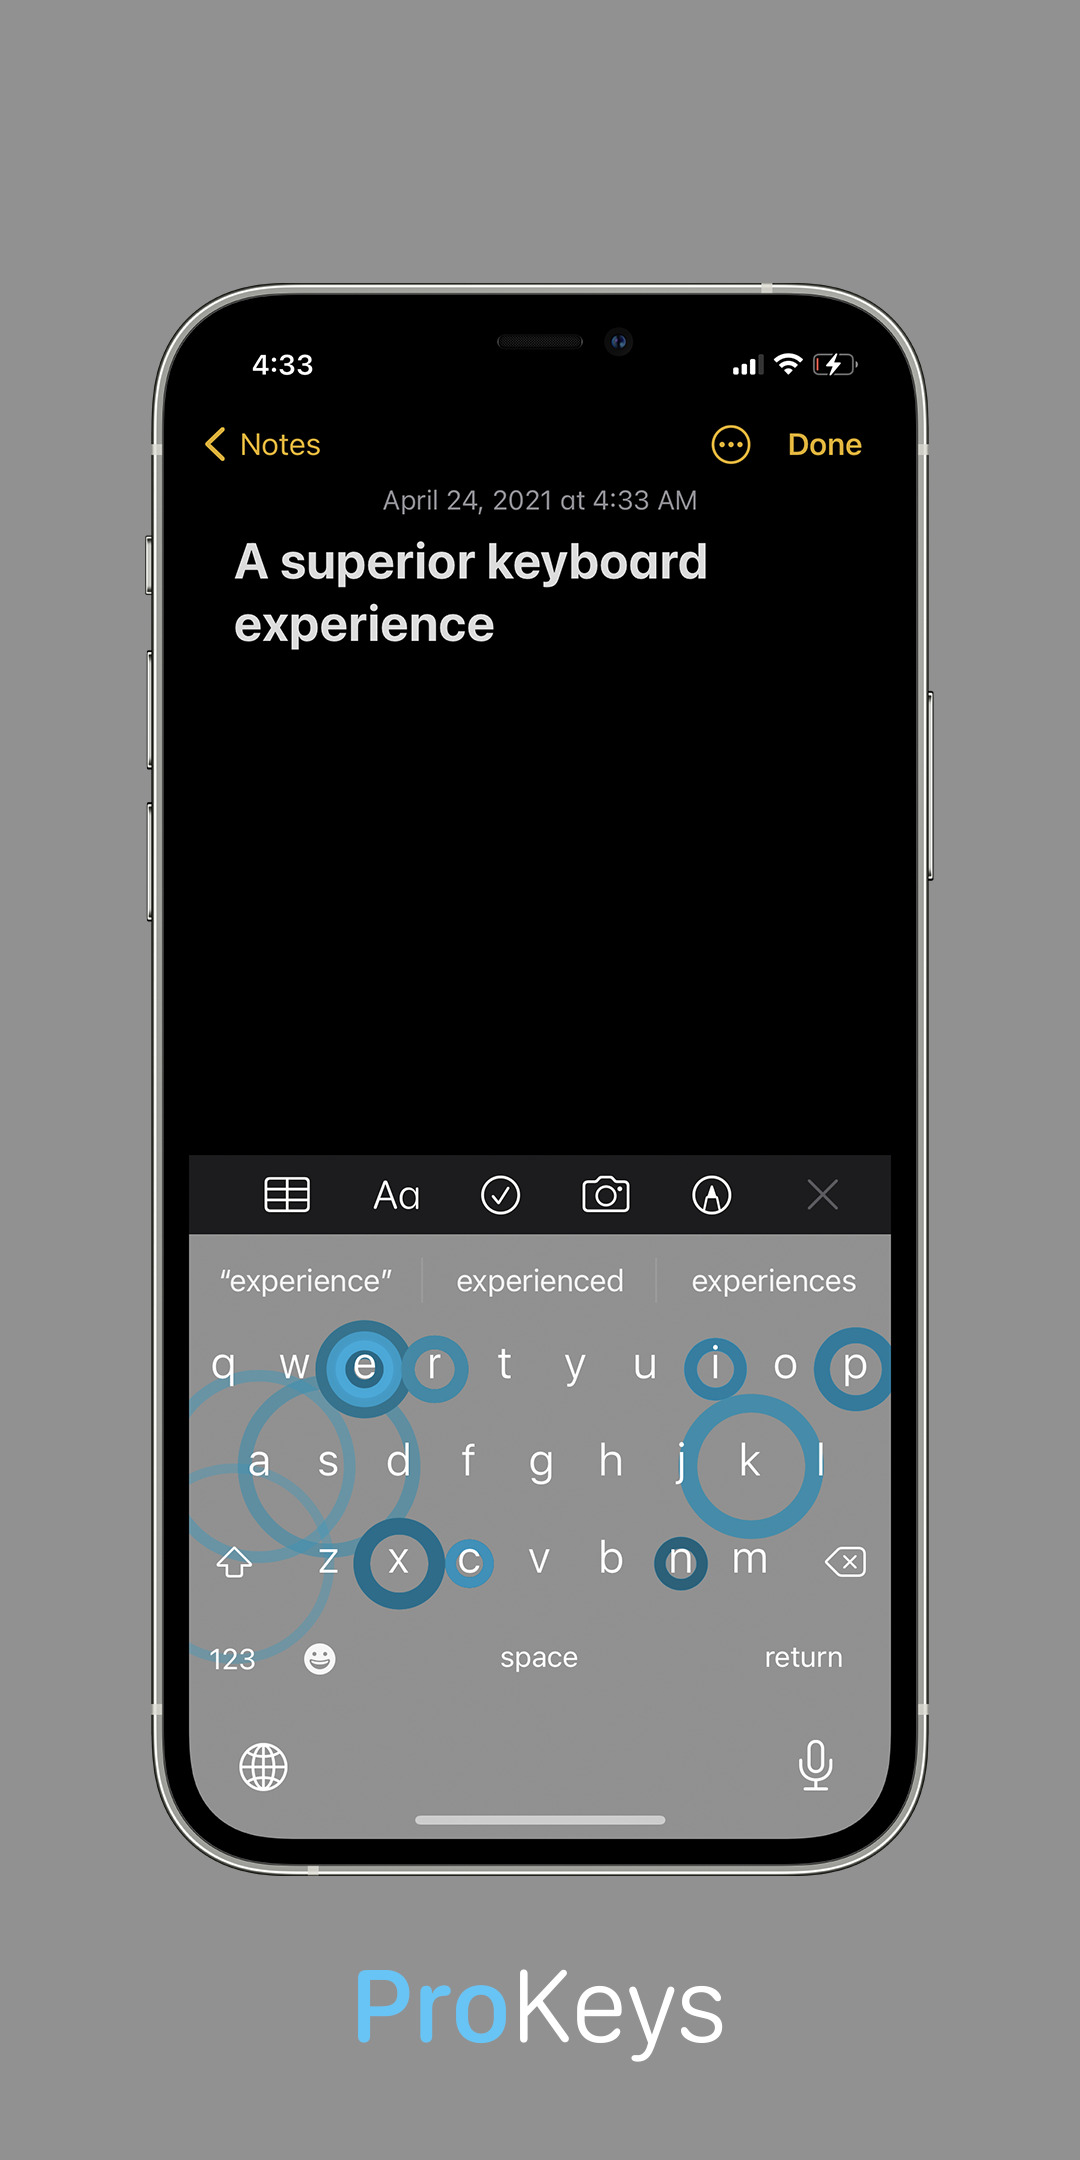 4:33
Notes
Done
April 24, 2021 at 4:33 AM
A superior keyboard
experience
Aa
“experience” experienced experiences
q w e r t y u i o p
a s d f g h j k l
z x c v b n m
123 space return
ProKeys